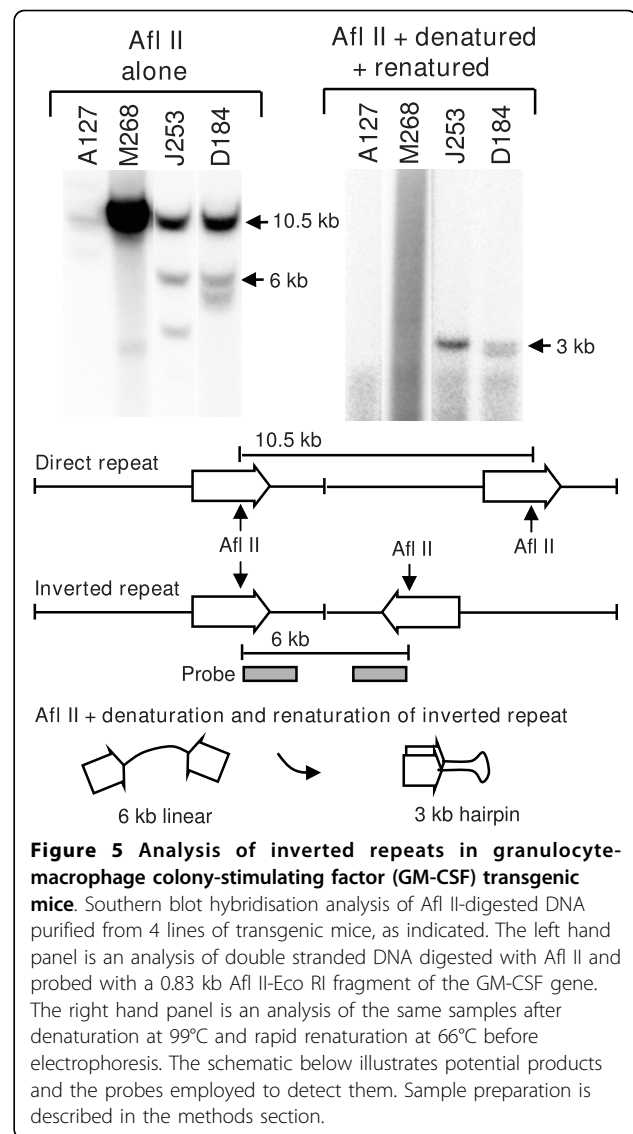 Afl II
alone
Afl II + denatured
+ renatured
A127
M268
J253
D184
A127
M268
J253
D184
10.5 kb
6 kb
3 kb
10.5 kb
Direct repeat
Afl II
Afl II
Afl II
Inverted repeat
6 kb
Probe
Afl II + denaturation and renaturation of inverted repeat
6 kb linear
3 kb hairpin
Figure 5 Analysis of inverted repeats in granulocyte-
macrophage colony-stimulating factor (GM-CSF) transgenic
mice. Southern blot hybridisation analysis of Afl II-digested DNA
purified from 4 lines of transgenic mice, as indicated. The left hand
panel is an analysis of double stranded DNA digested with Afl II and
probed with a 0.83 kb Afl II-Eco RI fragment of the GM-CSF gene.
The right hand panel is an analysis of the same samples after
denaturation at 99°C and rapid renaturation at 66°C before
electrophoresis. The schematic below illustrates potential products
and the probes employed to detect them. Sample preparation is
described in the methods section.